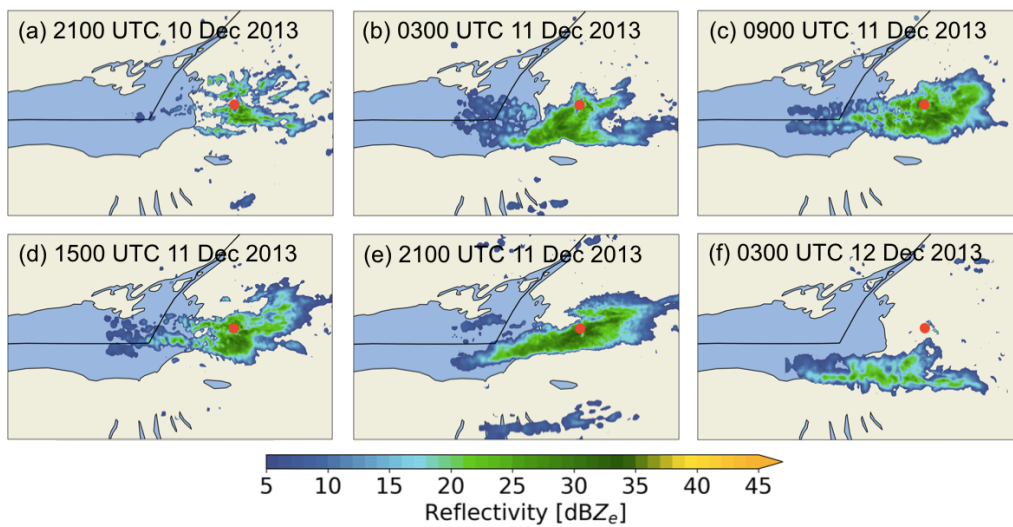 (a) 2100 UTC 10 Dec 2013
(b) 0300 UTC 11 Dec 2013
(c) 0900 UTC 11 Dec 2013
(d) 1500 UTC 11 Dec 2013
(e) 2100 UTC 11 Dec 2013
(f) 0300 UTC 12 Dec 2013
5 10 15 20 25 30 35 40 45
Reflectivity [dBZₑ]